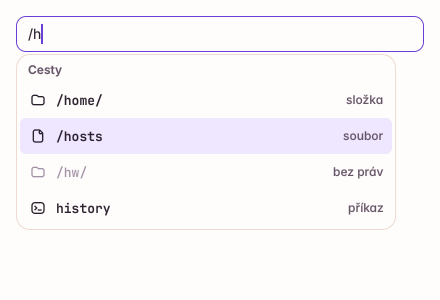 /h
Cesty
/home/ složka
/hosts soubor
/hw/ bez práv
history příkaz